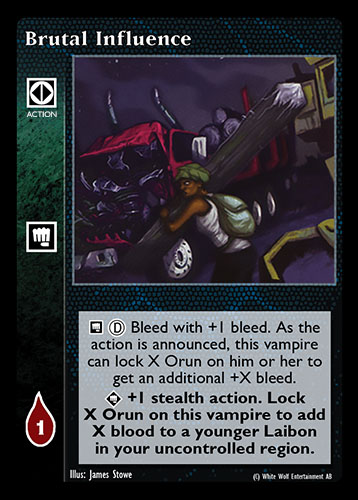 Brutal Influence
ACTION
D Bleed with +1 bleed. As the
action is announced, this vampire
can lock X Orun on him or her to
get an additional +X bleed.
+1 stealth action. Lock
X Orun on this vampire to add
X blood to a younger Laibon
in your uncontrolled region.
1
Illus: James Stowe
(C) White Wolf Entertainment AB